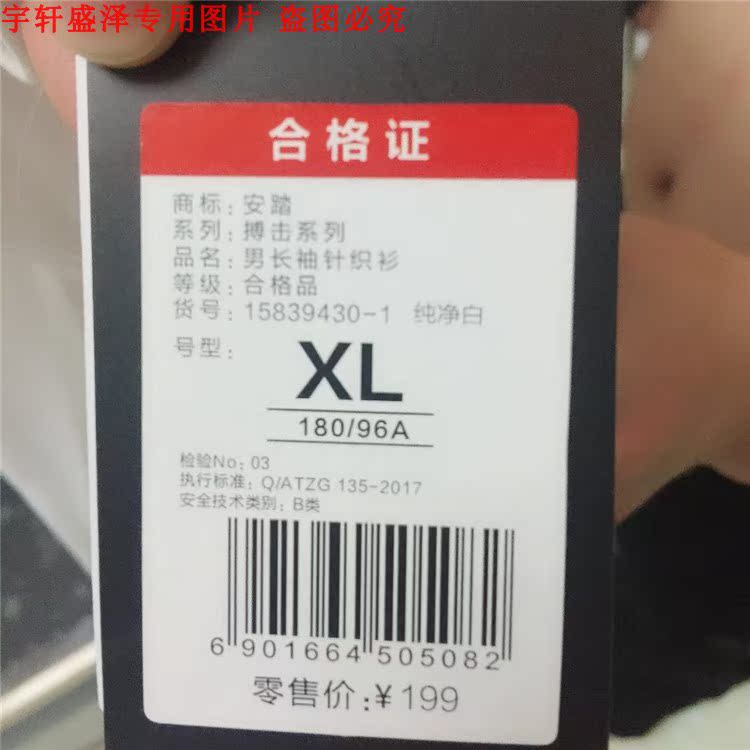 宇轩盛泽专用图片 盗图必究
合格证
商标：安踏
系列：搏击系列
品名：男长袖针织衫
等级：合格品
货号：15839430-1 纯净白
号型：
XL
180/96A
检验No：03
执行标准：Q/ATZG 135-2017
安全技术类别：B类
6 901664 505082
零售价：¥199